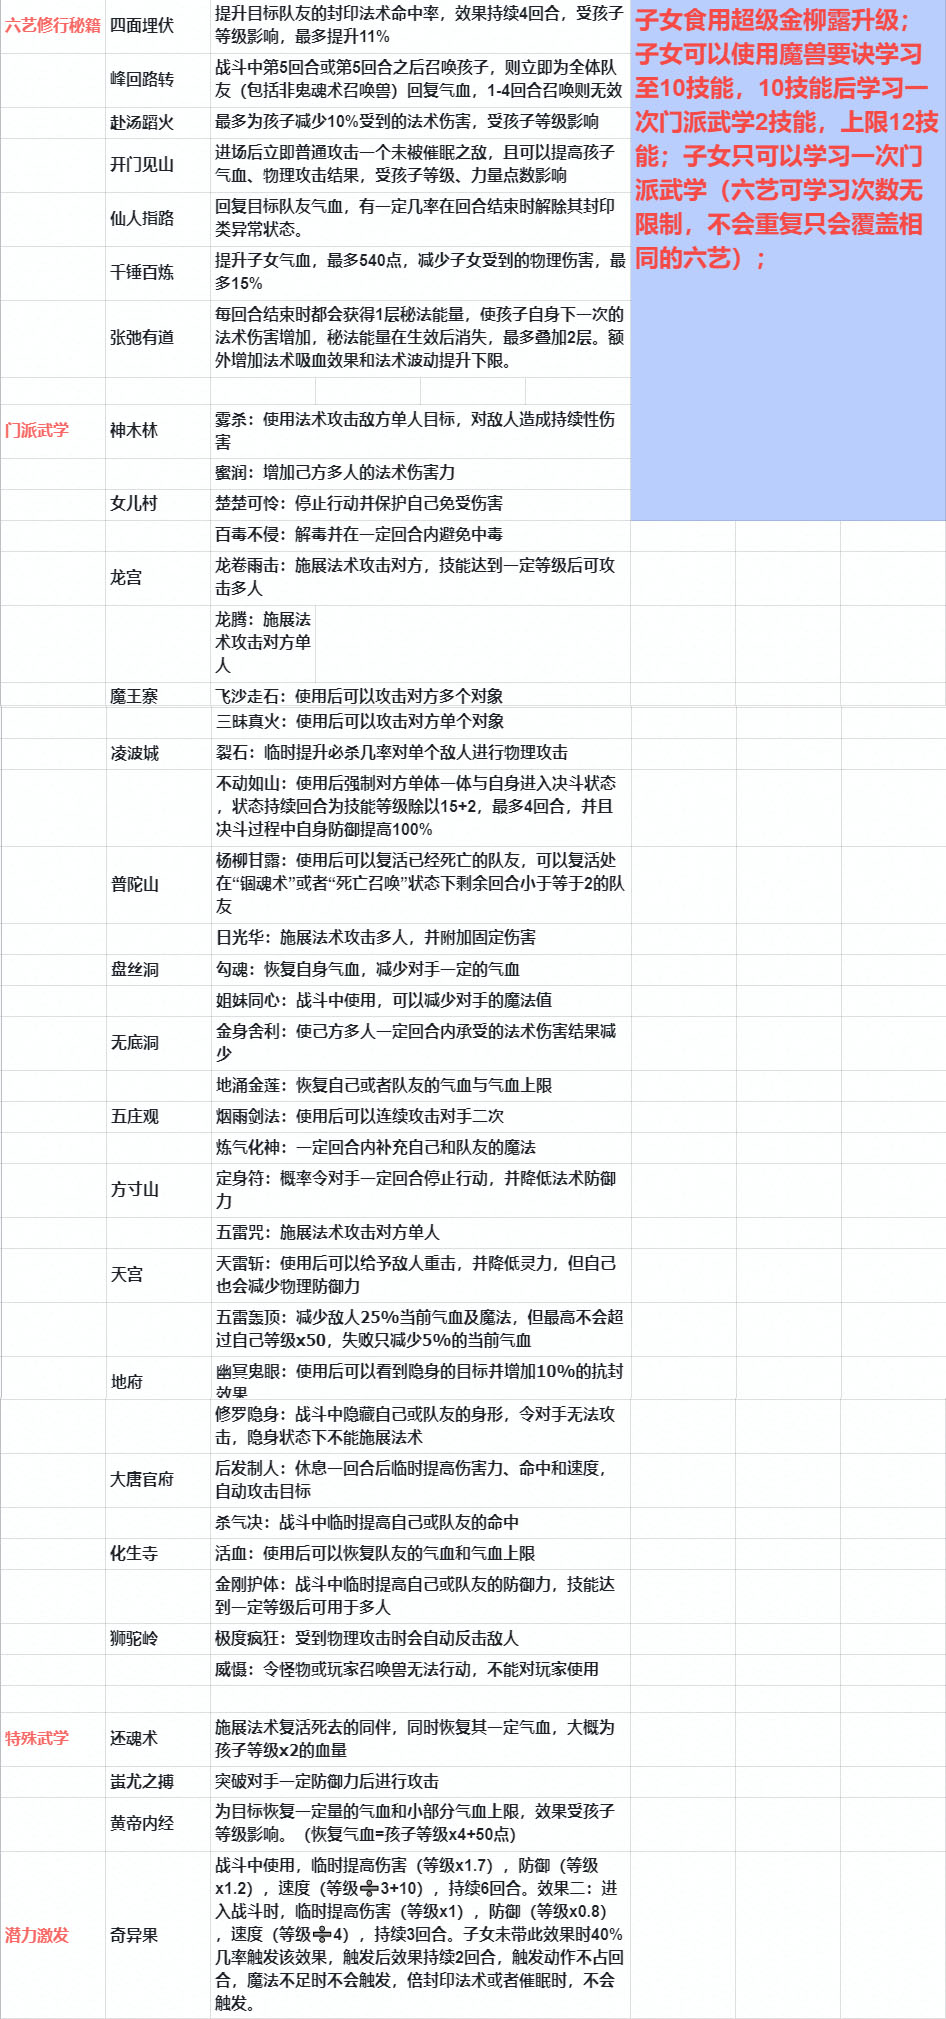 六艺修行秘籍
四面埋伏
提升目标队友的封印法术命中率，效果持续4回合，受孩子
等级影响，最多提升11%
峰回路转
战斗中第5回合或第5回合之后召唤孩子，则立即为全体队
友（包括非鬼魂术召唤兽）回复气血，1-4回合召唤则无效
赴汤蹈火
最多为孩子减少10%受到的法术伤害，受孩子等级影响
开门见山
进场后立即普通攻击一个未被催眠之敌，且可以提高孩子
气血、物理攻击结果，受孩子等级、力量点数影响
仙人指路
回复目标队友气血，有一定几率在回合结束时解除其封印
类异常状态。
千锤百炼
提升子女气血，最多540点，减少子女受到的物理伤害，最
多15%
张弛有道
每回合结束时都会获得1层秘法能量，使孩子自身下一次的
法术伤害增加，秘法能量在生效后消失，最多叠加2层。额
外增加法术吸血效果和法术波动提升下限。
子女食用超级金柳露升级；
子女可以使用魔兽要诀学习
至10技能，10技能后学习一
次门派武学2技能，上限12技
能；子女只可以学习一次门
派武学（六艺可学习次数无
限制，不会重复只会覆盖相
同的六艺）；
门派武学
神木林
雾杀：使用法术攻击敌方单人目标，对敌人造成持续性伤
害
蜜润：增加己方多人的法术伤害力
女儿村
楚楚可怜：停止行动并保护自己免受伤害
百毒不侵：解毒并在一定回合内避免中毒
龙宫
龙卷雨击：施展法术攻击对方，技能达到一定等级后可攻
击多人
龙腾：施展法
术攻击对方单
人
魔王寨
飞沙走石：使用后可以攻击对方多个对象
三昧真火：使用后可以攻击对方单个对象
凌波城
裂石：临时提升必杀几率对单个敌人进行物理攻击
不动如山：使用后强制对方单体一体与自身进入决斗状态
，状态持续回合为技能等级除以15+2，最多4回合，并且
决斗过程中自身防御提高100%
普陀山
杨柳甘露：使用后可以复活已经死亡的队友，可以复活处
在“锢魂术”或者“死亡召唤”状态下剩余回合小于等于2的队
友
日光华：施展法术攻击多人，并附加固定伤害
盘丝洞
勾魂：恢复自身气血，减少对手一定的气血
姐妹同心：战斗中使用，可以减少对手的魔法值
无底洞
金身舍利：使己方多人一定回合内承受的法术伤害结果减
少
地涌金莲：恢复自己或者队友的气血与气血上限
五庄观
烟雨剑法：使用后可以连续攻击对手二次
炼气化神：一定回合内补充自己和队友的魔法
方寸山
定身符：概率令对手一定回合停止行动，并降低法术防御
力
五雷咒：施展法术攻击对方单人
天宫
天雷斩：使用后可以给予敌人重击，并降低灵力，但自己
也会减少物理防御力
五雷轰顶：减少敌人25%当前气血及魔法，但最高不会超
过自己等级x50，失败只减少5%的当前气血
地府
幽冥鬼眼：使用后可以看到隐身的目标并增加10%的抗封
效果
修罗隐身：战斗中隐藏自己或队友的身形，令对手无法攻
击，隐身状态下不能施展法术
大唐官府
后发制人：休息一回合后临时提高伤害力、命中和速度，
自动攻击目标
杀气决：战斗中临时提高自己或队友的命中
化生寺
活血：使用后可以恢复队友的气血和气血上限
金刚护体：战斗中临时提高自己或队友的防御力，技能达
到一定等级后可用于多人
狮驼岭
极度疯狂：受到物理攻击时会自动反击敌人
威慑：令怪物或玩家召唤兽无法行动，不能对玩家使用
特殊武学
还魂术
施展法术复活死去的同伴，同时恢复其一定气血，大概为
孩子等级x2的血量
蚩尤之搏
突破对手一定防御力后进行攻击
黄帝内经
为目标恢复一定量的气血和小部分气血上限，效果受孩子
等级影响。（恢复气血=孩子等级x4+50点）
潜力激发
奇异果
战斗中使用，临时提高伤害（等级x1.7），防御（等级
x1.2），速度（等级➗3+10），持续6回合。效果二：进
入战斗时，临时提高伤害（等级x1），防御（等级x0.8）
，速度（等级➗4），持续3回合。子女未带此效果时40%
几率触发该效果，触发后效果持续2回合，触发动作不占回
合，魔法不足时不会触发，倍封印法术或者催眠时，不会
触发。